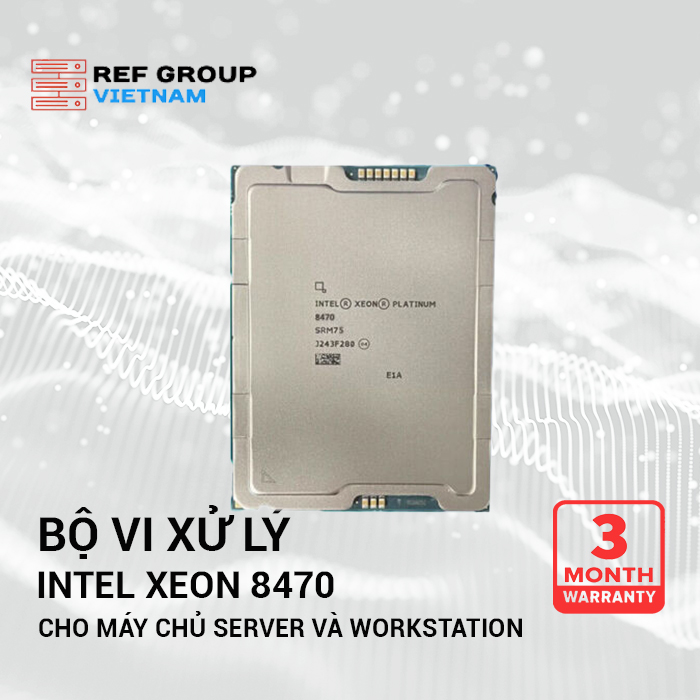 REF GROUP
VIETNAM
INTEL® XEON® PLATINUM
8470
SRM75
J243F280 e4
E1A
BỘ VI XỬ LÝ
INTEL XEON 8470
CHO MÁY CHỦ SERVER VÀ WORKSTATION
3
MONTH
WARRANTY